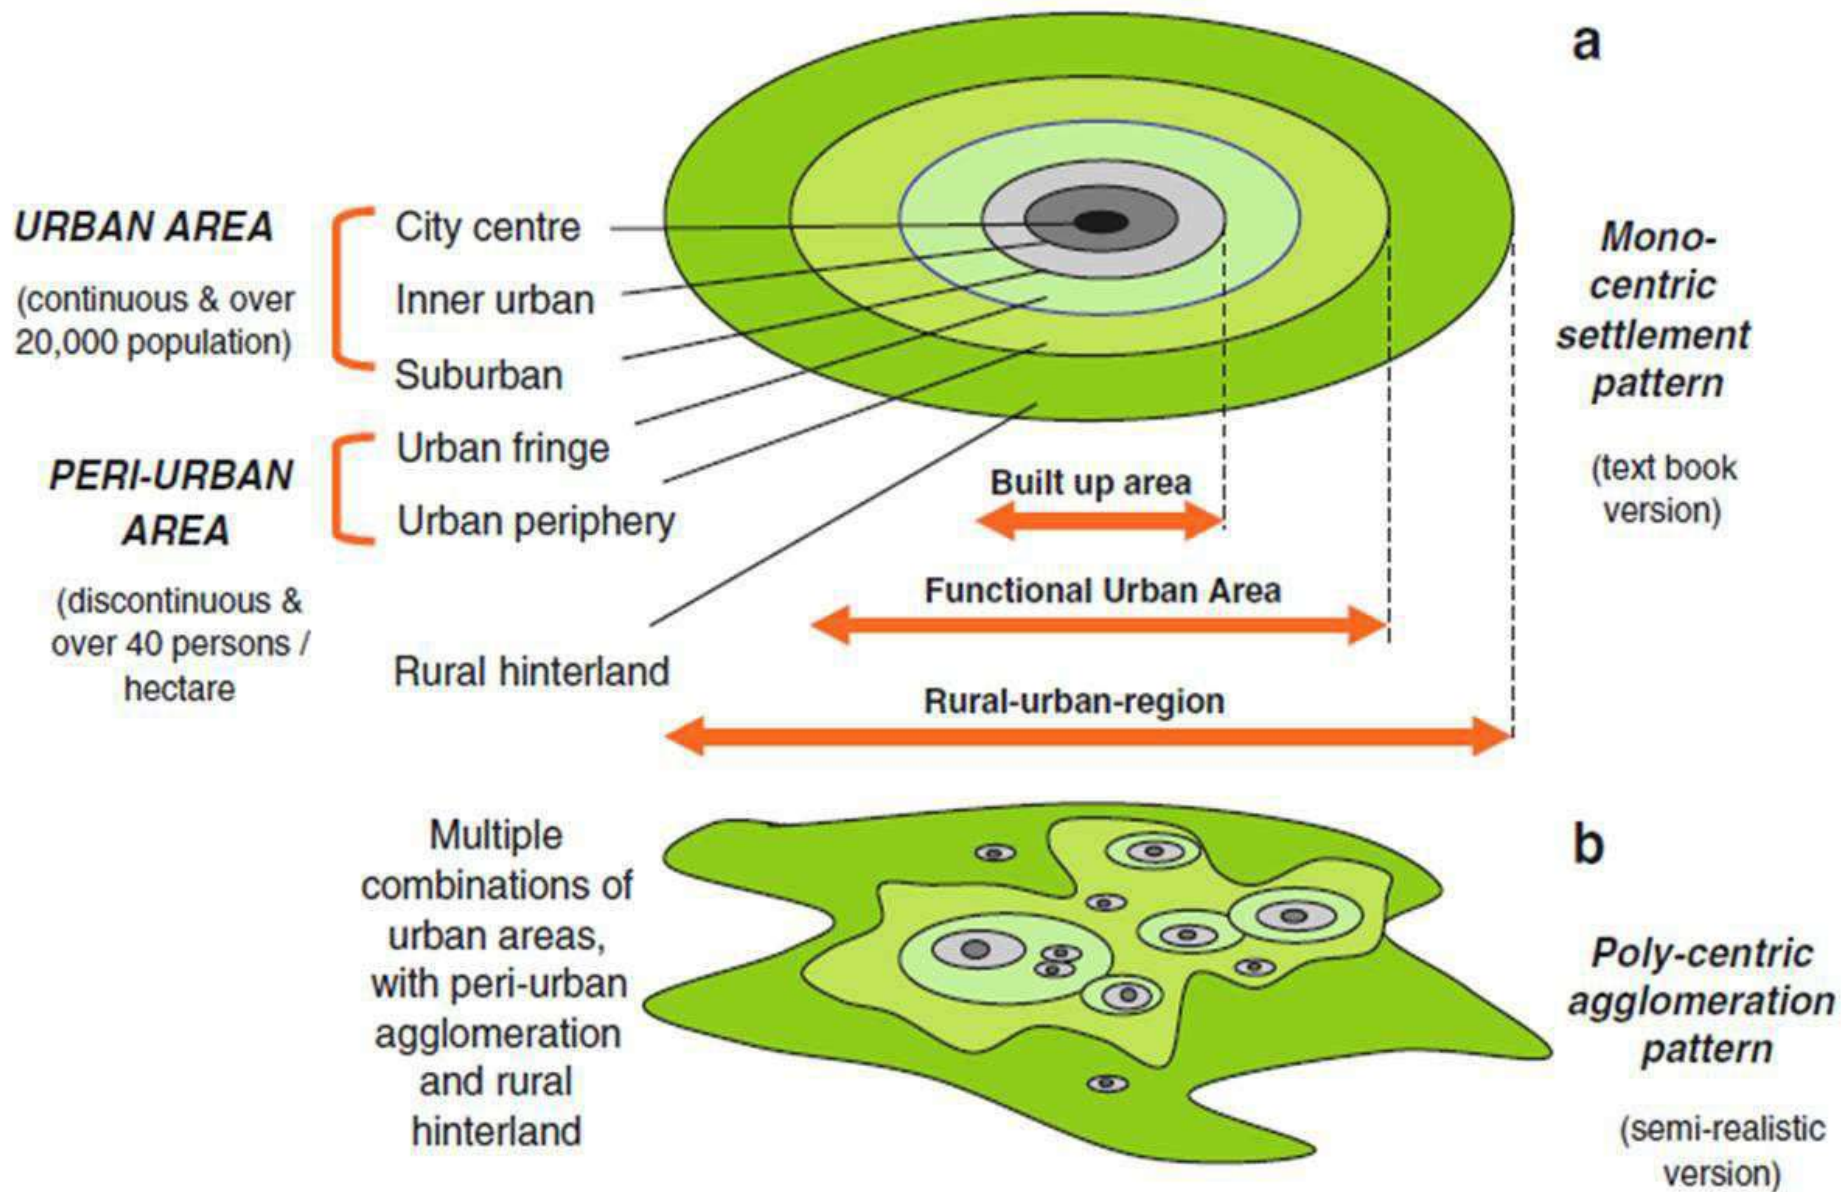 a
URBAN AREA
(continuous & over
20,000 population)
City centre
Inner urban
Suburban
PERI-URBAN
AREA
(discontinuous &
over 40 persons /
hectare
Urban fringe
Urban periphery
Rural hinterland
Built up area
Functional Urban Area
Rural-urban-region
Mono-
centric
settlement
pattern
(text book
version)
Multiple
combinations of
urban areas,
with peri-urban
agglomeration
and rural
hinterland
b
Poly-centric
agglomeration
pattern
(semi-realistic
version)